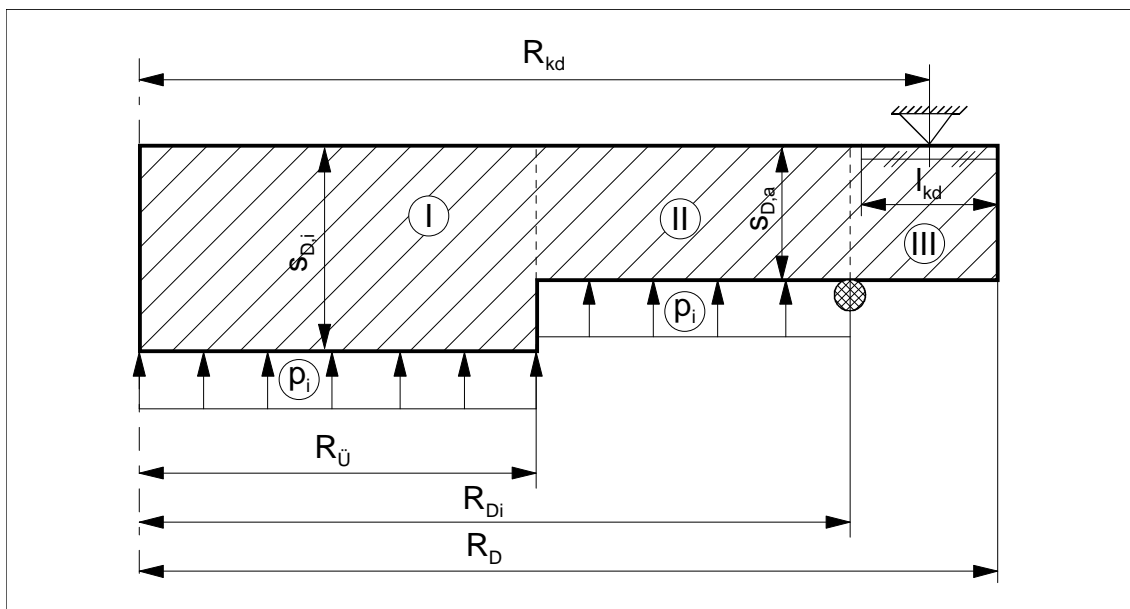 R_kd
s_D,i
I
II
s_D,a
l_kd
III
p_i
p_i
R_Ü
R_Di
R_D